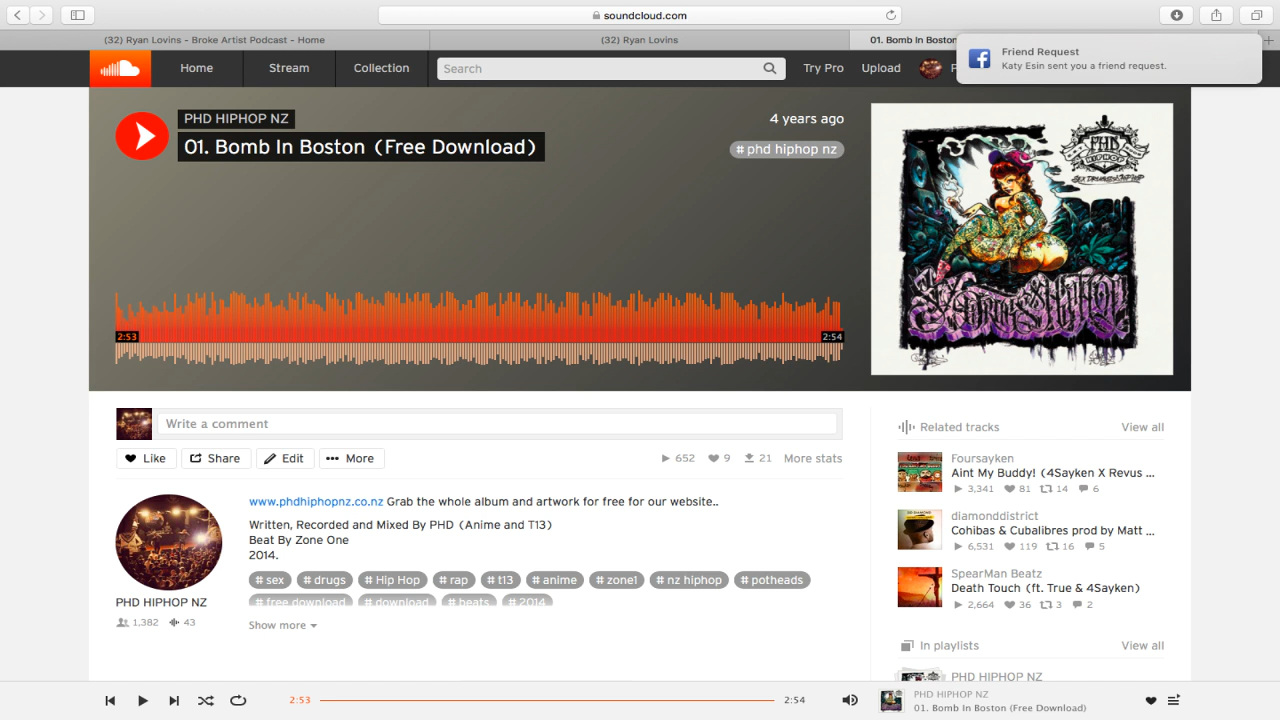 soundcloud.com
(32) Ryan Lovins - Broke Artist Podcast - Home
(32) Ryan Lovins
01. Bomb In Boston
Friend Request
Katy Esin sent you a friend request.
Home
Stream
Collection
Search
Try Pro
Upload
PHD HIPHOP NZ
01. Bomb In Boston (Free Download)
4 years ago
# phd hiphop nz
PHD
2:53
2:54
Write a comment
Like
Share
Edit
More
652
9
21
More stats
www.phdhiphopnz.co.nz Grab the whole album and artwork for free for our website..
Written, Recorded and Mixed By PHD (Anime and T13)
Beat By Zone One
2014.
# sex # drugs # Hip Hop # rap # t13 # anime # zone1 # nz hiphop # potheads
# free download # download # beats # 2014
Show more
PHD HIPHOP NZ
1,382 43
Related tracks
View all
Foursayken
Aint My Buddy! (4Sayken X Revus ...
3,341 81 14 6
diamonddistrict
Cohibas & Cubalibres prod by Matt ...
6,531 119 16 5
SpearMan Beatz
Death Touch (ft. True & 4Sayken)
2,664 36 3 2
In playlists
View all
PHD HIPHOP NZ
2:53
2:54
PHD HIPHOP NZ
01. Bomb In Boston (Free Download)